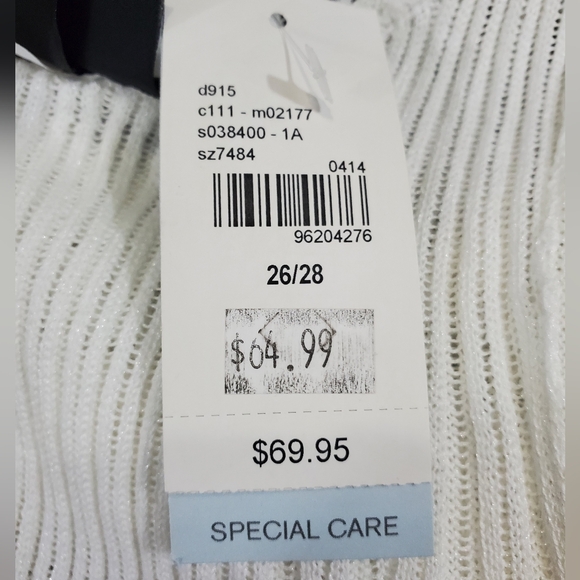 d915
c111 - m02177
s038400 - 1A
sz7484
0414
96204276
26/28
$64.99
$69.95
SPECIAL CARE